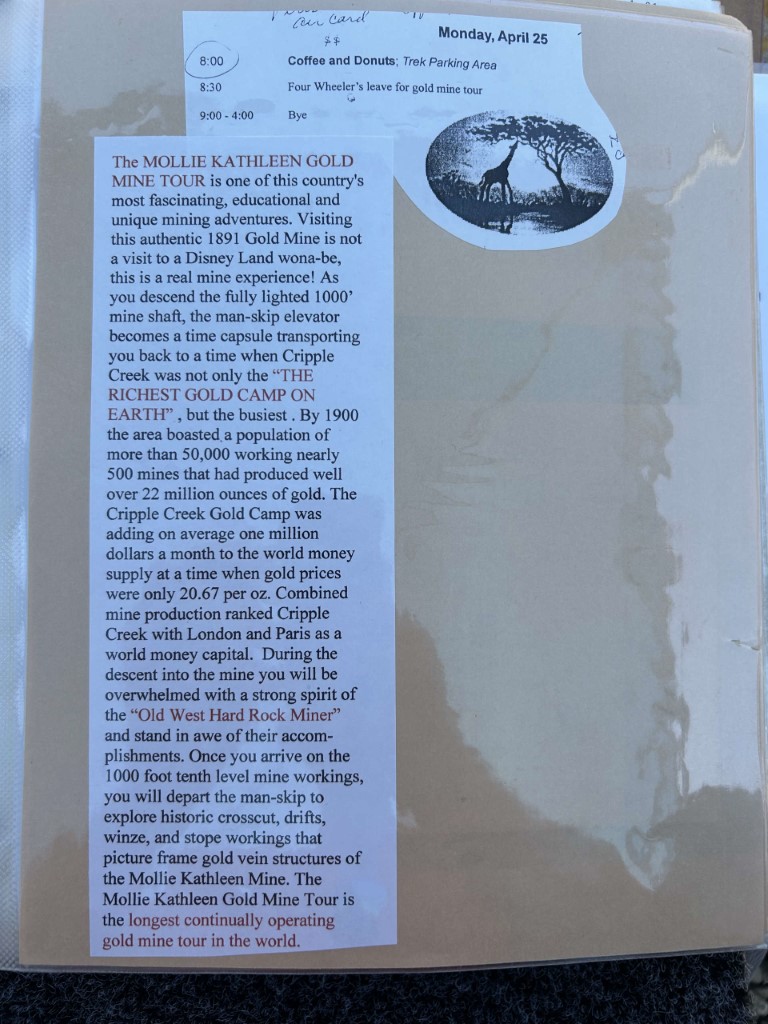 air card
Monday, April 25
8:00 Coffee and Donuts; Trek Parking Area
8:30 Four Wheeler's leave for gold mine tour
9:00 - 4:00 Bye
The MOLLIE KATHLEEN GOLD
MINE TOUR is one of this country's
most fascinating, educational and
unique mining adventures. Visiting
this authentic 1891 Gold Mine is not
a visit to a Disney Land wona-be,
this is a real mine experience! As
you descend the fully lighted 1000’
mine shaft, the man-skip elevator
becomes a time capsule transporting
you back to a time when Cripple
Creek was not only the “THE
RICHEST GOLD CAMP ON
EARTH” , but the busiest . By 1900
the area boasted a population of
more than 50,000 working nearly
500 mines that had produced well
over 22 million ounces of gold. The
Cripple Creek Gold Camp was
adding on average one million
dollars a month to the world money
supply at a time when gold prices
were only 20.67 per oz. Combined
mine production ranked Cripple
Creek with London and Paris as a
world money capital. During the
descent into the mine you will be
overwhelmed with a strong spirit of
the “Old West Hard Rock Miner”
and stand in awe of their accom-
plishments. Once you arrive on the
1000 foot tenth level mine workings,
you will depart the man-skip to
explore historic crosscut, drifts,
winze, and stope workings that
picture frame gold vein structures of
the Mollie Kathleen Mine. The
Mollie Kathleen Gold Mine Tour is
the longest continually operating
gold mine tour in the world.